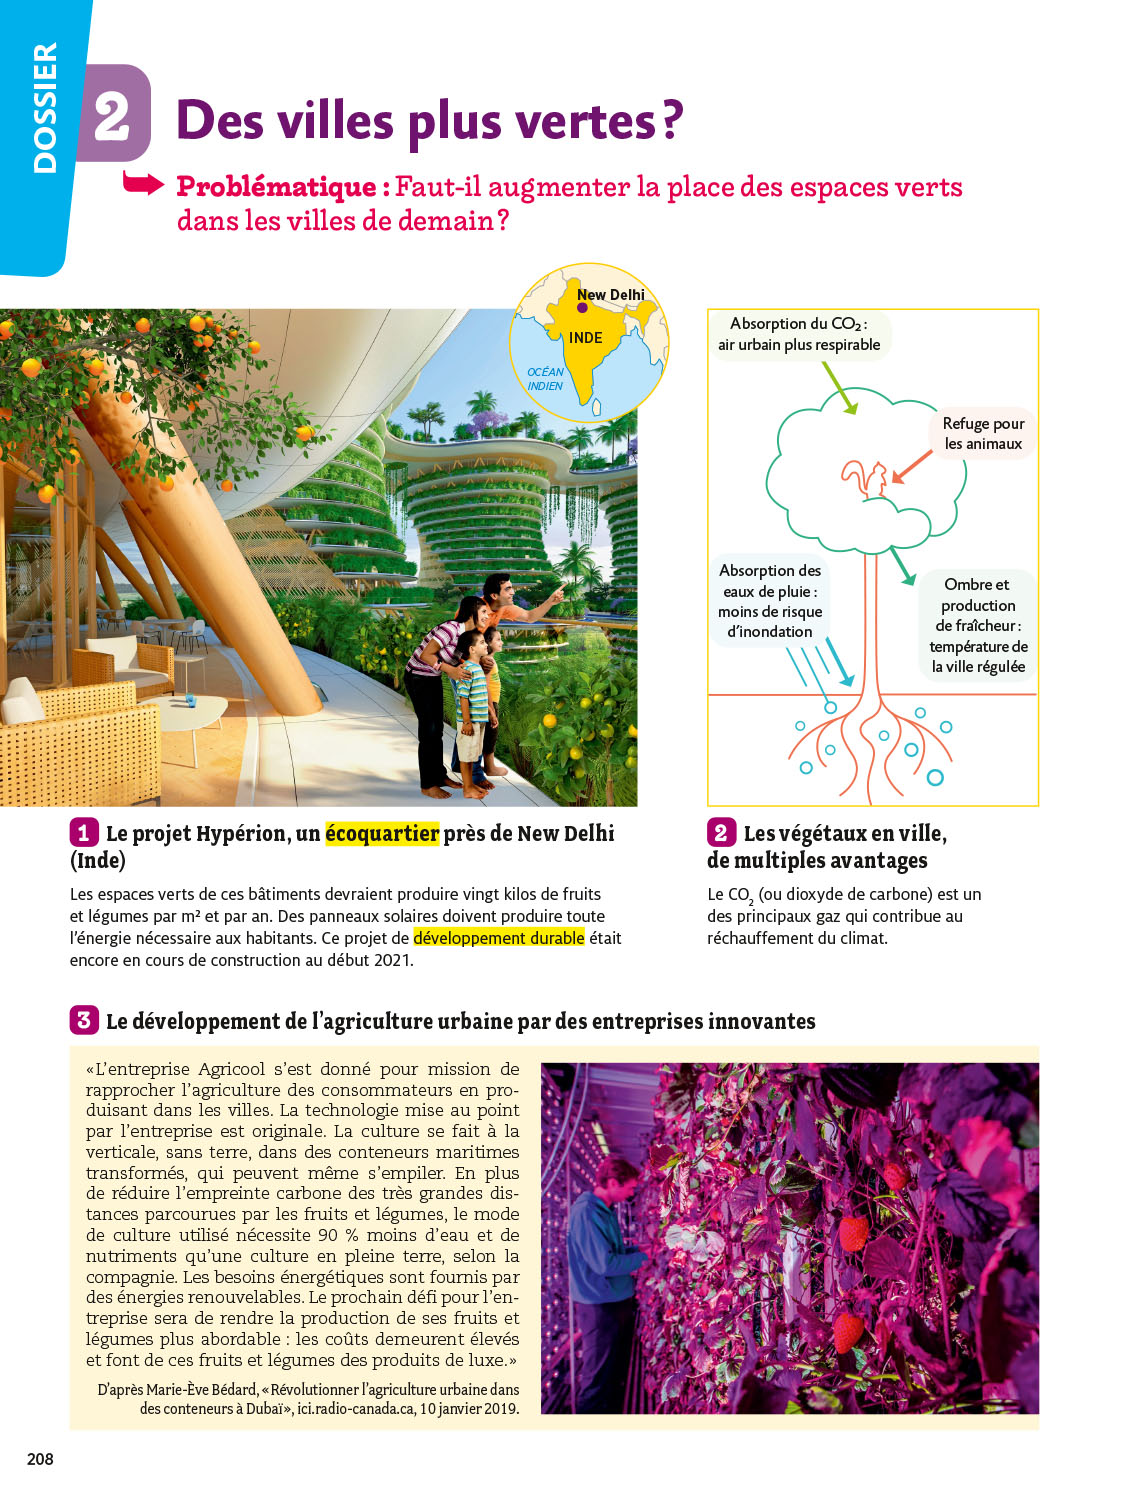 DOSSIER
2
Des villes plus vertes ?
Problématique : Faut-il augmenter la place des espaces verts
dans les villes de demain ?
New Delhi
INDE
OCÉAN
INDIEN
Absorption du CO₂ :
air urbain plus respirable
Refuge pour
les animaux
Absorption des
eaux de pluie :
moins de risque
d’inondation
Ombre et
production
de fraîcheur :
température de
la ville régulée
1 Le projet Hypérion, un écoquartier près de New Delhi
(Inde)
Les espaces verts de ces bâtiments devraient produire vingt kilos de fruits
et légumes par m² et par an. Des panneaux solaires doivent produire toute
l’énergie nécessaire aux habitants. Ce projet de développement durable était
encore en cours de construction au début 2021.
2 Les végétaux en ville,
de multiples avantages
Le CO₂ (ou dioxyde de carbone) est un
des principaux gaz qui contribue au
réchauffement du climat.
3 Le développement de l’agriculture urbaine par des entreprises innovantes
« L’entreprise Agricool s’est donné pour mission de
rapprocher l’agriculture des consommateurs en pro-
duisant dans les villes. La technologie mise au point
par l’entreprise est originale. La culture se fait à la
verticale, sans terre, dans des conteneurs maritimes
transformés, qui peuvent même s’empiler. En plus
de réduire l’empreinte carbone des très grandes dis-
tances parcourues par les fruits et légumes, le mode
de culture utilisé nécessite 90 % moins d’eau et de
nutriments qu’une culture en pleine terre, selon la
compagnie. Les besoins énergétiques sont fournis par
des énergies renouvelables. Le prochain défi pour l’en-
treprise sera de rendre la production de ses fruits et
légumes plus abordable : les coûts demeurent élevés
et font de ces fruits et légumes des produits de luxe. »
D’après Marie-Ève Bédard, « Révolutionner l’agriculture urbaine dans
des conteneurs à Dubaï », ici.radio-canada.ca, 10 janvier 2019.
208